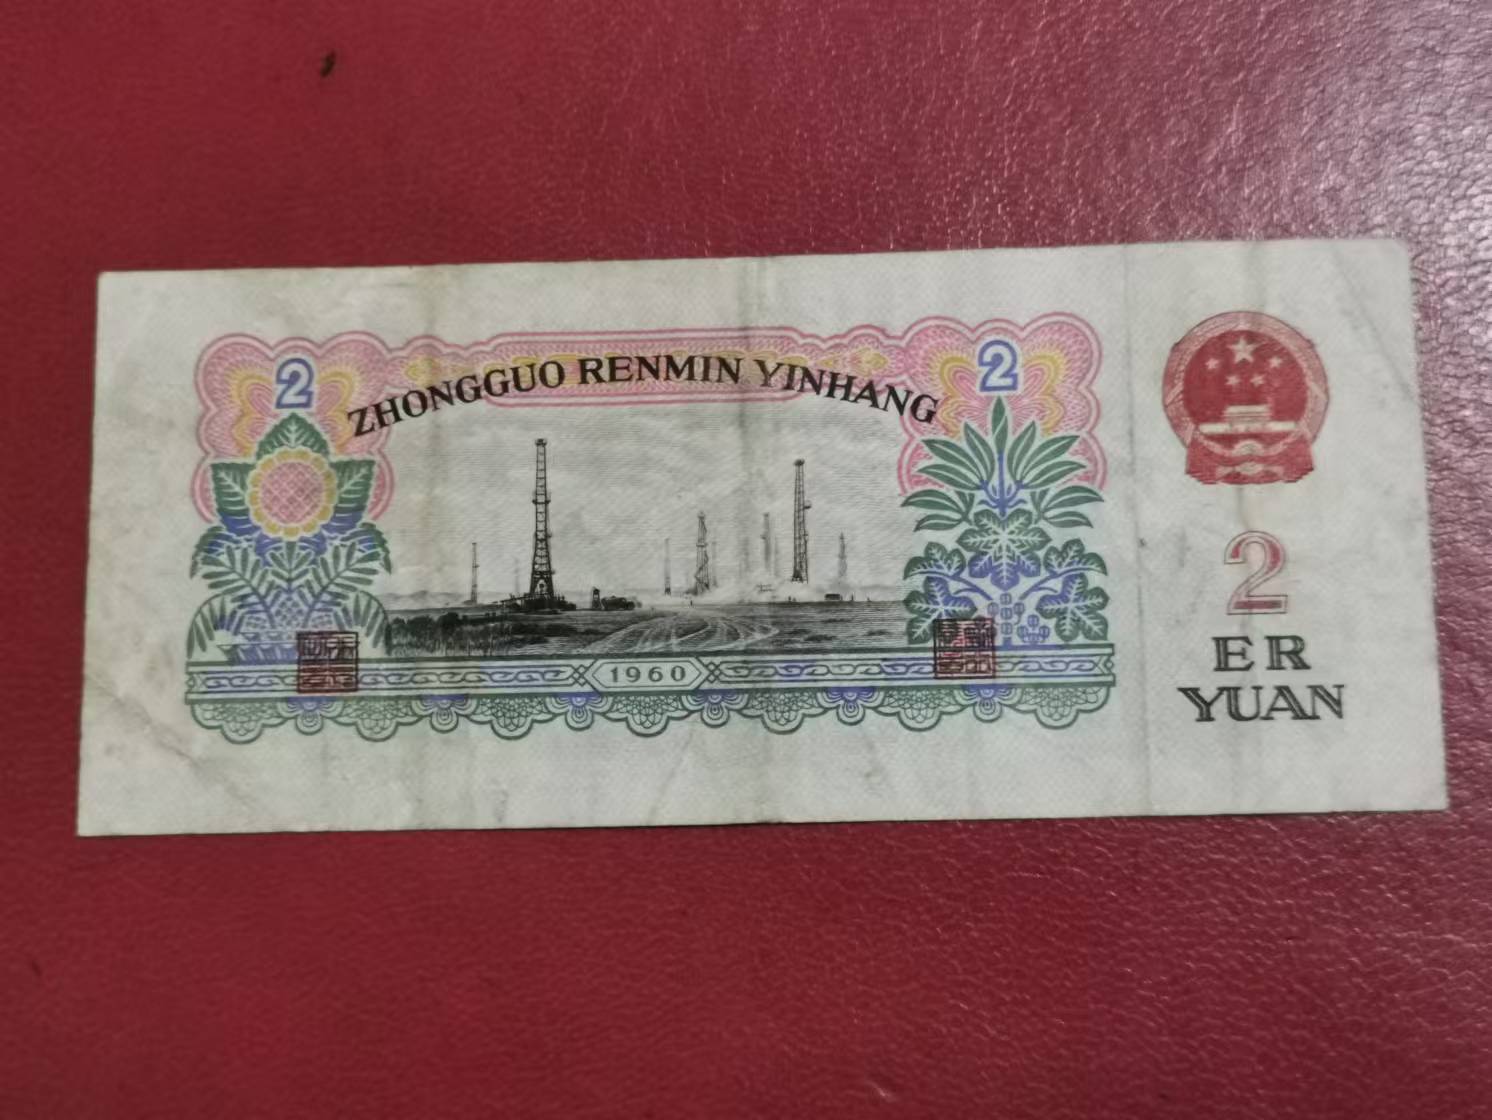 2
2
ZHONGGUO RENMIN YINHANG
1960
2
ER
YUAN